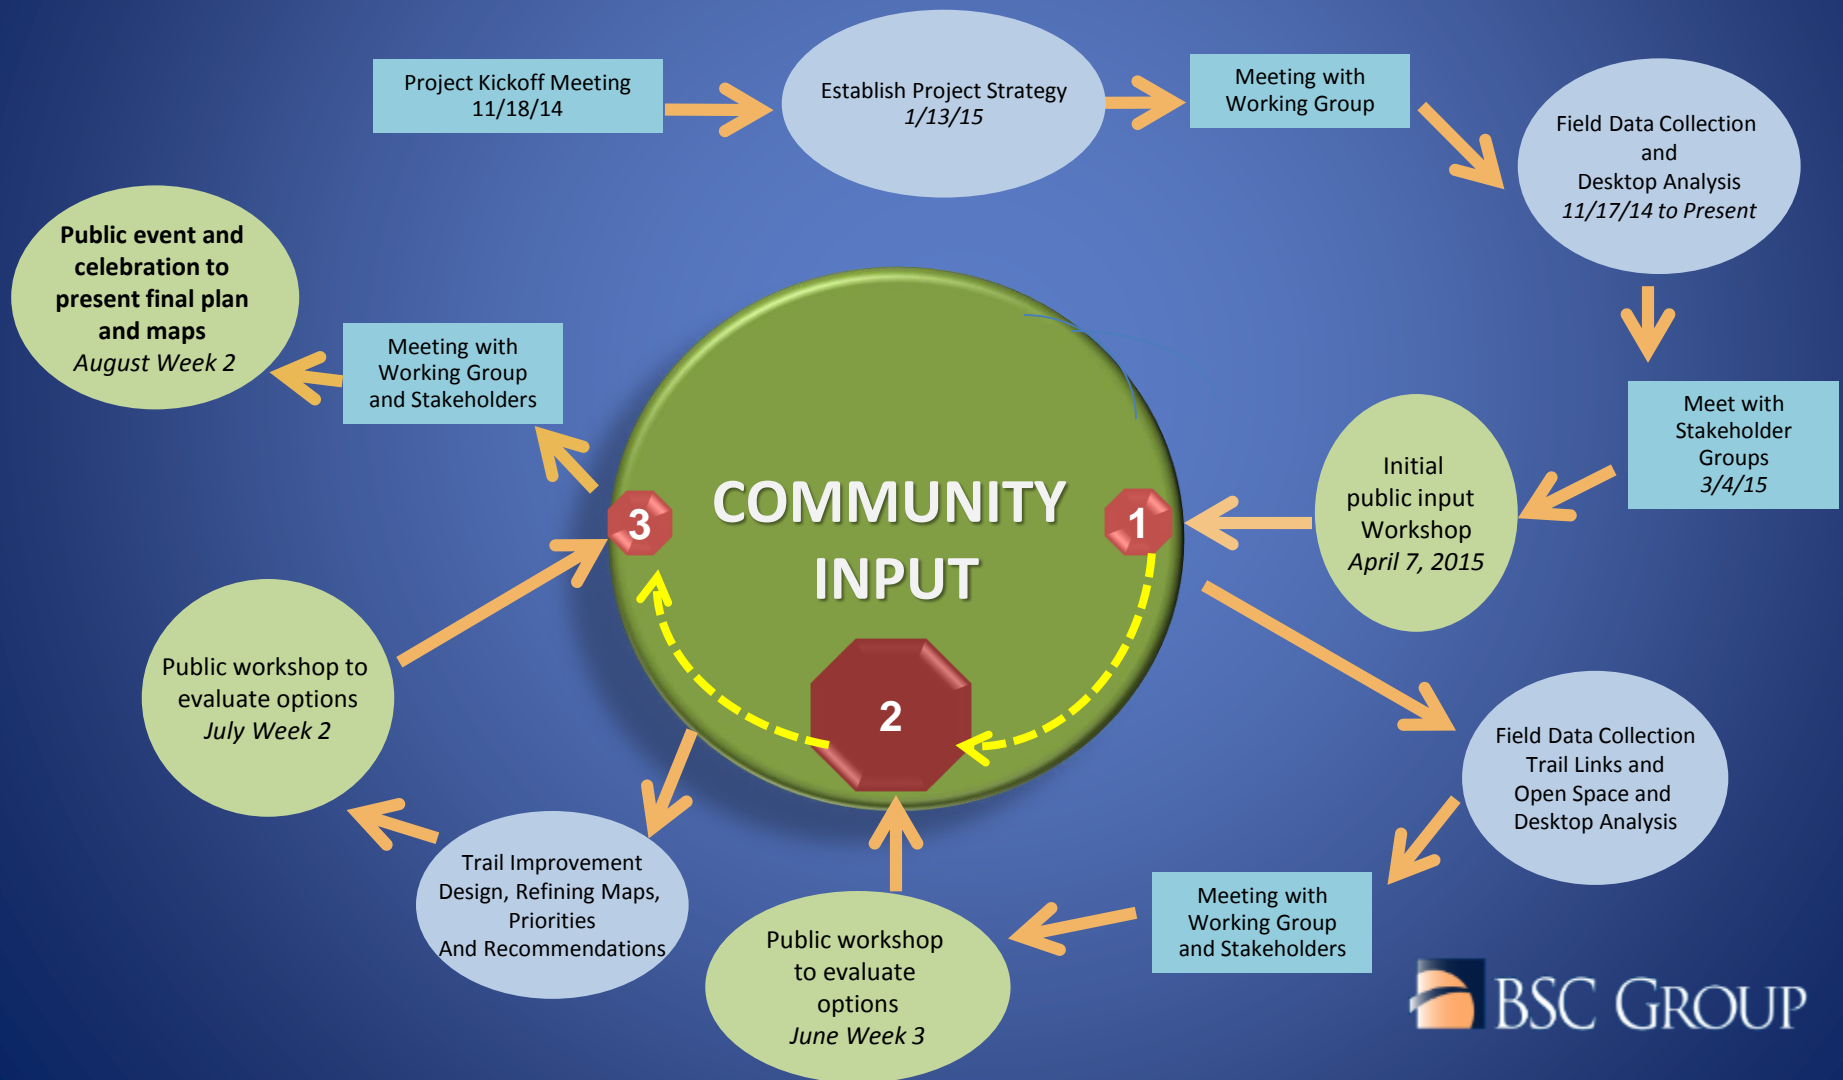 Project Kickoff Meeting
11/18/14
Establish Project Strategy
1/13/15
Meeting with
Working Group
Field Data Collection
and
Desktop Analysis
11/17/14 to Present
Meet with
Stakeholder
Groups
3/4/15
Initial
public input
Workshop
April 7, 2015
COMMUNITY
INPUT
1
2
3
Field Data Collection
Trail Links and
Open Space and
Desktop Analysis
Meeting with
Working Group
and Stakeholders
Public workshop
to evaluate
options
June Week 3
Trail Improvement
Design, Refining Maps,
Priorities
And Recommendations
Public workshop to
evaluate options
July Week 2
Meeting with
Working Group
and Stakeholders
Public event and
celebration to
present final plan
and maps
August Week 2
BSC GROUP